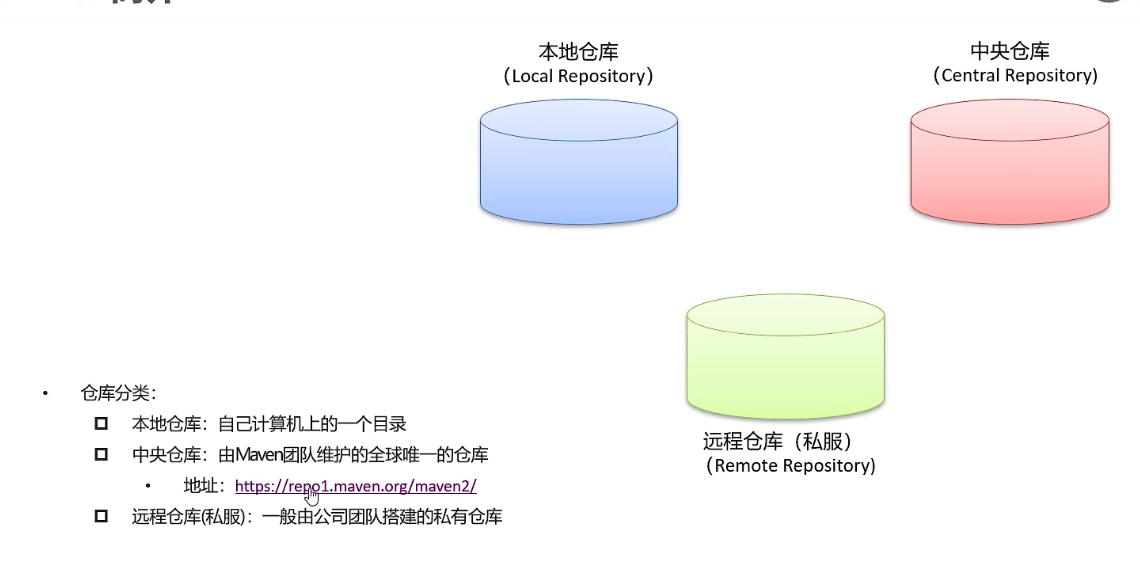 本地仓库
（Local Repository）
中央仓库
（Central Repository)
远程仓库（私服）
（Remote Repository)
• 仓库分类：
本地仓库：自己计算机上的一个目录
中央仓库：由Maven团队维护的全球唯一的仓库
• 地址：https://repo1.maven.org/maven2/
远程仓库(私服)：一般由公司团队搭建的私有仓库